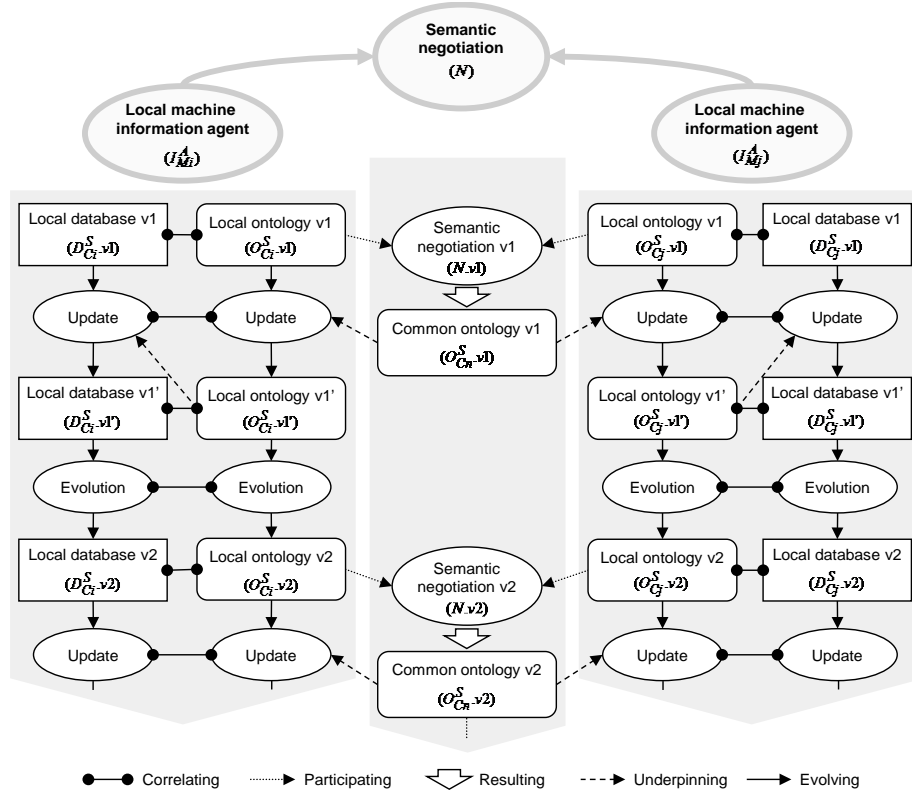 Semantic
negotiation
(N)
Local machine
information agent
(I^A_Mi)
Local machine
information agent
(I^A_Mj)
Local database v1
(D^S_Ci-v1)
Local ontology v1
(O^S_Ci-v1)
Semantic
negotiation v1
(N-v1)
Local ontology v1
(O^S_Cj-v1)
Local database v1
(D^S_Cj-v1)
Update
Update
Common ontology v1
(O^S_Cn-v1)
Update
Update
Local database v1’
(D^S_Ci-v1')
Local ontology v1’
(O^S_Ci-v1')
Local ontology v1’
(O^S_Cj-v1')
Local database v1’
(D^S_Cj-v1')
Evolution
Evolution
Evolution
Evolution
Local database v2
(D^S_Ci-v2)
Local ontology v2
(O^S_Ci-v2)
Semantic
negotiation v2
(N-v2)
Local ontology v2
(O^S_Cj-v2)
Local database v2
(D^S_Cj-v2)
Update
Update
Common ontology v2
(O^S_Cn-v2)
Update
Update
Correlating
Participating
Resulting
Underpinning
Evolving